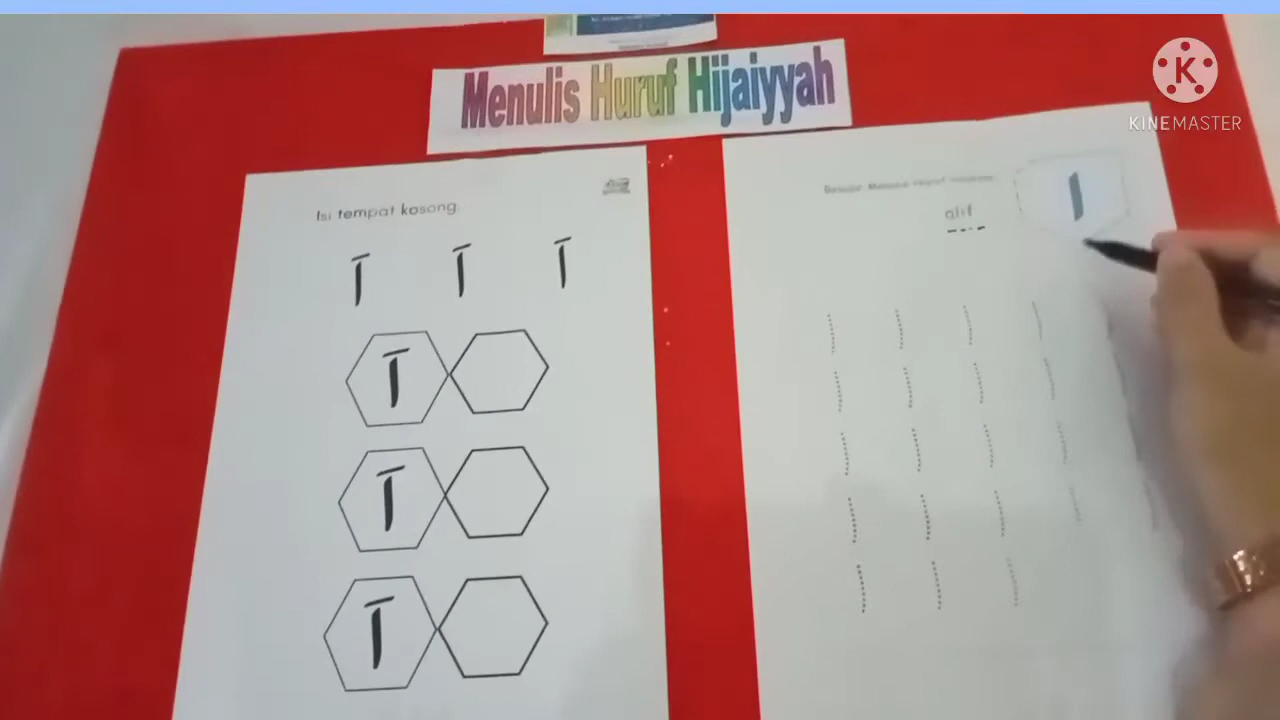 Menulis Huruf Hijaiyyah
KINEMASTER
Isi tempat kosong.
اَ اَ اَ
اَ
اَ
اَ
ا
alif